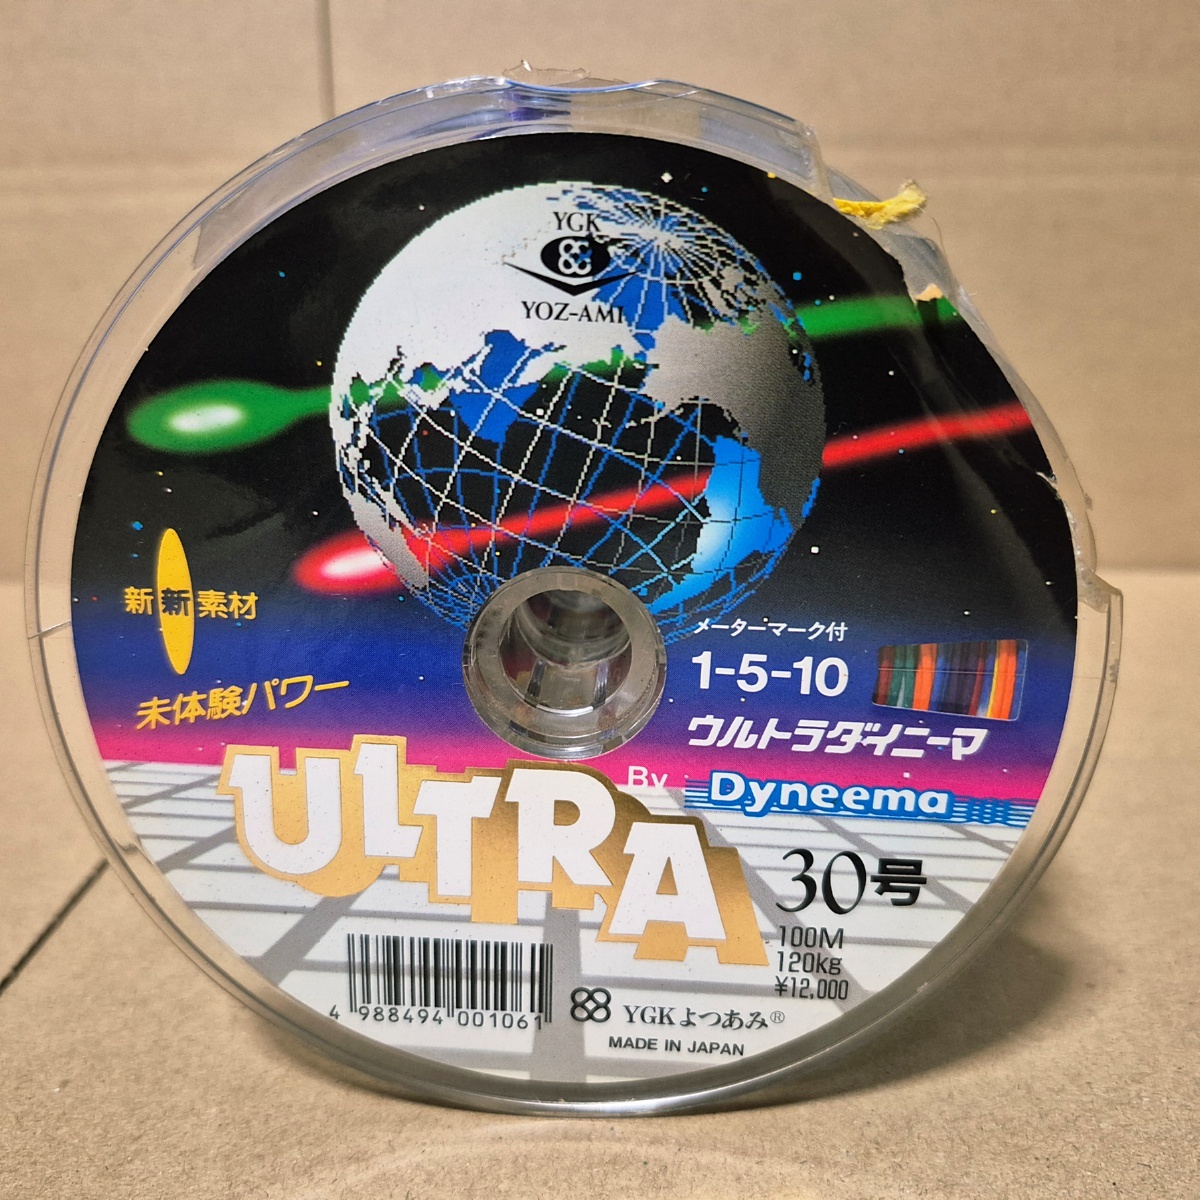 YGK
YOZ-AMI
新新素材
未体験パワー
メーターマーク付
1-5-10
ウルトラダイニーマ
By Dyneema
ULTRA
30号
100M
120kg
¥12,000
4 988494 001061
YGKよつあみ®
MADE IN JAPAN